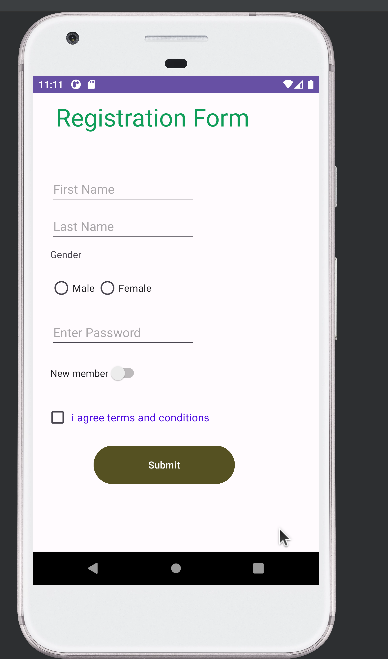 11:11
Registration Form
First Name
Last Name
Gender
Male Female
Enter Password
New member
i agree terms and conditions
Submit